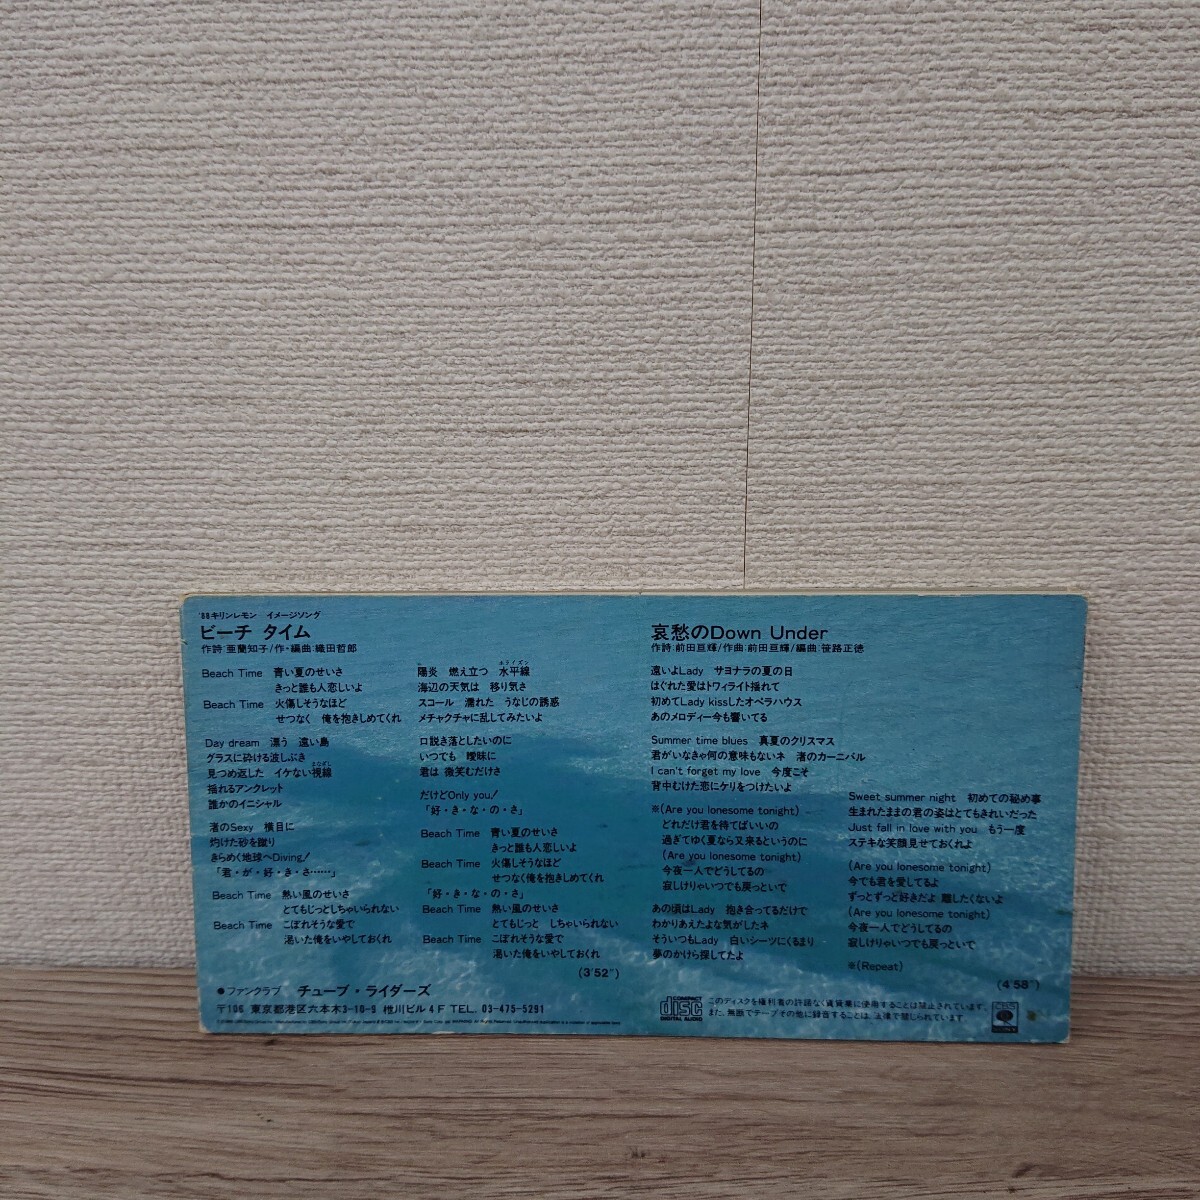 '88キリンレモン イメージソング
ビーチ タイム
作詩:亜蘭知子/作・編曲:織田哲郎
Beach Time 青い夏のせいさ
きっと誰も人恋しいよ
Beach Time 火傷しそうなほど
せつなく 俺を抱きしめてくれ
Day dream 漂う 遠い島
グラスに砕ける波しぶき
見つめ返した イケない視線
まなざし
揺れるアンクレット
誰かのイニシャル
渚のSexy 横目に
灼けた砂を蹴り
きらめく地球へDiving!
「君・が・好・き・さ……」
Beach Time 熱い風のせいさ
とてもじっとしちゃいられない
Beach Time こぼれそうな愛で
渇いた俺をいやしておくれ
陽炎 燃え立つ 水平線
ホライズン
海辺の天気は 移り気さ
スコール 濡れた うなじの誘惑
メチャクチャに乱してみたいよ
口説き落としたいのに
いつでも 曖昧に
君は 微笑むだけさ
だけどOnly you!
「好・き・な・の・さ」
Beach Time 青い夏のせいさ
きっと誰も人恋しいよ
Beach Time 火傷しそうなほど
せつなく俺を抱きしめてくれ
「好・き・な・の・さ」
Beach Time 熱い風のせいさ
とてもじっと しちゃいられない
Beach Time こぼれそうな愛で
渇いた俺をいやしておくれ
(3'52")
哀愁のDown Under
作詩:前田亘輝/作曲:前田亘輝/編曲:笹路正徳
遠いよLady サヨナラの夏の日
はぐれた愛はトワイライト揺れて
初めてLady kissしたオペラハウス
あのメロディー今も響いてる
Summer time blues 真夏のクリスマス
君がいなきゃ何の意味もないネ 渚のカーニバル
I can't forget my love 今度こそ
背中むけた恋にケリをつけたいよ
※(Are you lonesome tonight)
どれだけ君を待てばいいの
過ぎてゆく夏なら又来るというのに
(Are you lonesome tonight)
今夜一人でどうしてるの
寂しけりゃいつでも戻っといで
あの頃はLady 抱き合ってるだけで
わかりあえたよな気がしたネ
そういつもLady 白いシーツにくるまり
夢のかけら探してたよ
Sweet summer night 初めての秘め事
生まれたままの君の姿はとてもきれいだった
Just fall in love with you もう一度
ステキな笑顔見せておくれよ
(Are you lonesome tonight)
今でも君を愛してるよ
ずっとずっと好きだよ 離したくないよ
(Are you lonesome tonight)
今夜一人でどうしてるの
寂しけりゃいつでも戻っといで
※(Repeat)
(4'58")
●ファンクラブ チューブ・ライダーズ
〒106 東京都港区六本木3-16-9 枻川ビル4F TEL. 03-475-5291
COMPACT
disc
DIGITAL AUDIO
このディスクを権利者の許諾なく賃貸業に使用することは禁止されています。
また、無断でテープその他に録音することは、法律で禁じられています。
CBS